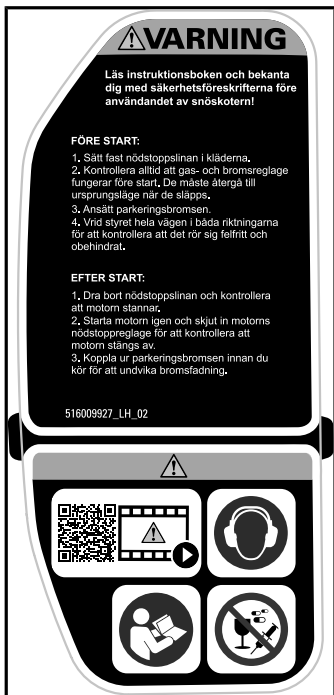 VARNING
Läs instruktionsboken och bekanta
dig med säkerhetsföreskrifterna före
användandet av snöskotern!
FÖRE START:
1. Sätt fast nödstoppslinan i kläderna.
2. Kontrollera alltid att gas- och bromsreglage
fungerar före start. De måste återgå till
ursprungsläge när de släpps.
3. Ansätt parkeringsbromsen.
4. Vrid styret hela vägen i båda riktningarna
för att kontrollera att det rör sig felfritt och
obehindrat.
EFTER START:
1. Dra bort nödstoppslinan och kontrollera
att motorn stannar.
2. Starta motorn igen och skjut in motorns
nödstoppreglage för att kontrollera att
motorn stängs av.
3. Koppla ur parkeringsbromsen innan du
kör för att undvika bromsfadning.
516009927_LH_02